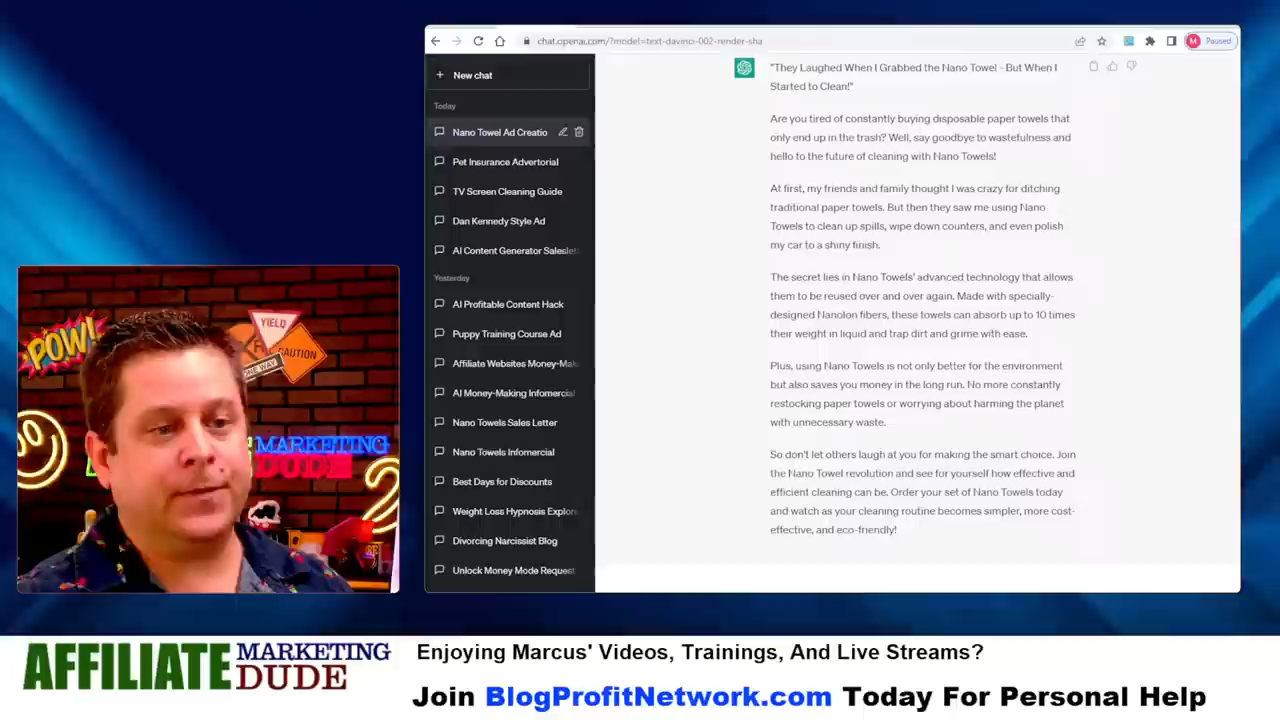 chat.openai.com/?model=text-davinci-002-render-sha
M Paused
New chat
Today
Nano Towel Ad Creatio
Pet Insurance Advertorial
TV Screen Cleaning Guide
Dan Kennedy Style Ad
AI Content Generator Saleslet
Yesterday
AI Profitable Content Hack
Puppy Training Course Ad
Affiliate Websites Money-Mak
AI Money-Making Infomercial
Nano Towels Sales Letter
Nano Towels Infomercial
Best Days for Discounts
Weight Loss Hypnosis Explor
Divorcing Narcissist Blog
Unlock Money Mode Request
"They Laughed When I Grabbed the Nano Towel - But When I
Started to Clean!"
Are you tired of constantly buying disposable paper towels that
only end up in the trash? Well, say goodbye to wastefulness and
hello to the future of cleaning with Nano Towels!
At first, my friends and family thought I was crazy for ditching
traditional paper towels. But then they saw me using Nano
Towels to clean up spills, wipe down counters, and even polish
my car to a shiny finish.
The secret lies in Nano Towels' advanced technology that allows
them to be reused over and over again. Made with specially-
designed Nanolon fibers, these towels can absorb up to 10 times
their weight in liquid and trap dirt and grime with ease.
Plus, using Nano Towels is not only better for the environment
but also saves you money in the long run. No more constantly
restocking paper towels or worrying about harming the planet
with unnecessary waste.
So don't let others laugh at you for making the smart choice. Join
the Nano Towel revolution and see for yourself how effective and
efficient cleaning can be. Order your set of Nano Towels today
and watch as your cleaning routine becomes simpler, more cost-
effective, and eco-friendly!
POW!
YIELD
CAUTION
ONE WAY
MARKETING
DUDE
AFFILIATE MARKETING
DUDE
Enjoying Marcus' Videos, Trainings, And Live Streams?
Join BlogProfitNetwork.com Today For Personal Help